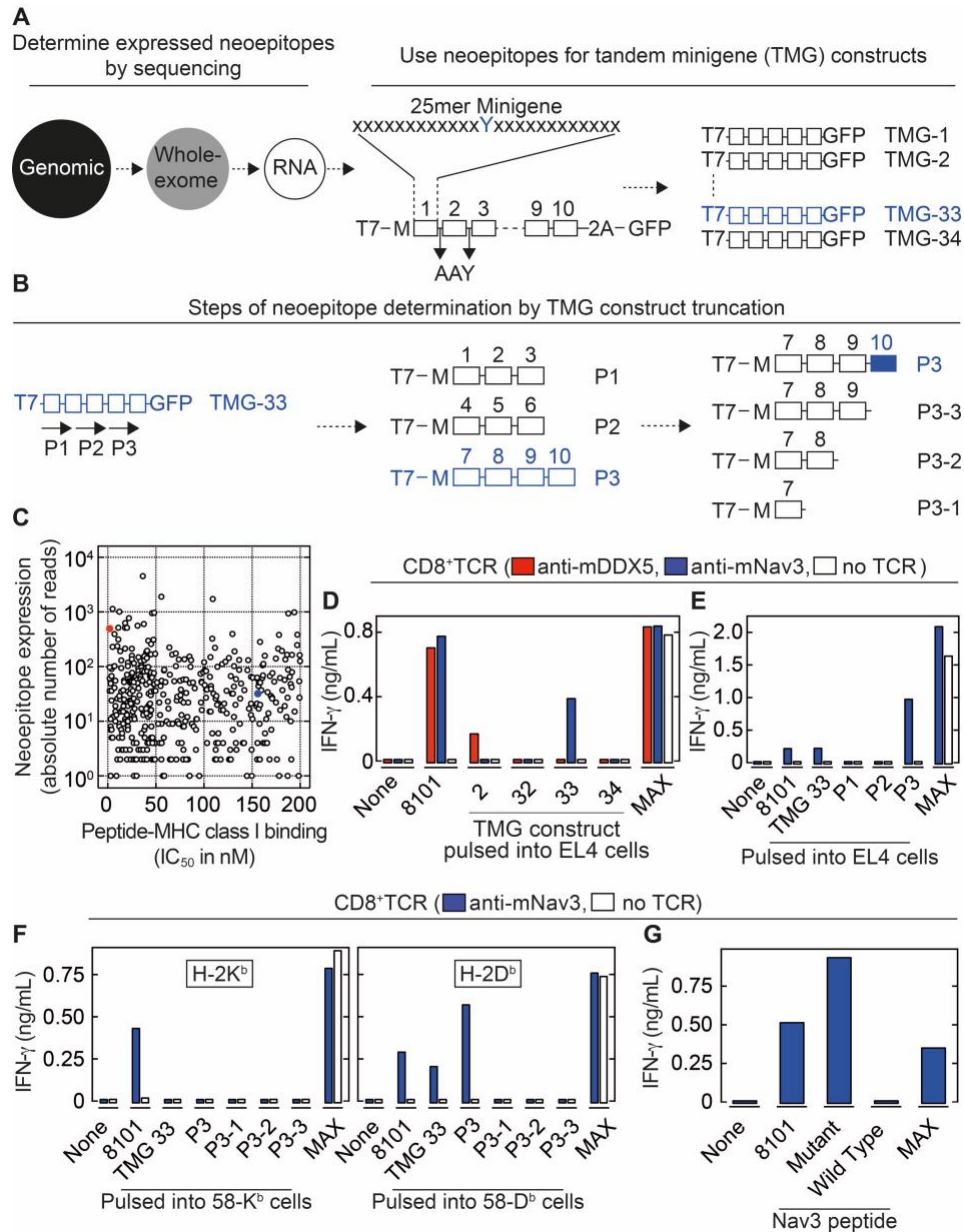 A
Determine expressed neoepitopes
by sequencing
Use neoepitopes for tandem minigene (TMG) constructs
25mer Minigene
xxxxxxxxxxxxYxxxxxxxxxxxx
Genomic
Whole-
exome
RNA
T7–M 1 2 3 9 10 2A–GFP
AAY
T7 GFP TMG-1
T7 GFP TMG-2
T7 GFP TMG-33
T7 GFP TMG-34
B
Steps of neoepitope determination by TMG construct truncation
T7 GFP TMG-33
P1 P2 P3
1 2 3
T7–M P1
4 5 6
T7–M P2
7 8 9 10
T7–M P3
7 8 9 10
T7–M P3
7 8 9
T7–M P3-3
7 8
T7–M P3-2
7
T7–M P3-1
C
Neoepitope expression
(absolute number of reads)
10⁴
10³
10²
10¹
10⁰
0 50 100 150 200
Peptide-MHC class I binding
(IC₅₀ in nM)
CD8⁺TCR ( anti-mDDX5, anti-mNav3, no TCR )
D
IFN-γ (ng/mL)
0.8
0.4
0
None 8101 2 32 33 34 MAX
TMG construct
pulsed into EL4 cells
E
IFN-γ (ng/mL)
2.0
1.5
1.0
0.5
0
None 8101 TMG 33 P1 P2 P3 MAX
Pulsed into EL4 cells
CD8⁺TCR ( anti-mNav3, no TCR)
F
IFN-γ (ng/mL)
0.75
0.50
0.25
0
H-2Kᵇ
None 8101 TMG 33 P3 P3-1 P3-2 P3-3 MAX
Pulsed into 58-Kᵇ cells
H-2Dᵇ
None 8101 TMG 33 P3 P3-1 P3-2 P3-3 MAX
Pulsed into 58-Dᵇ cells
G
IFN-γ (ng/mL)
0.75
0.50
0.25
0
None 8101 Mutant Wild Type MAX
Nav3 peptide